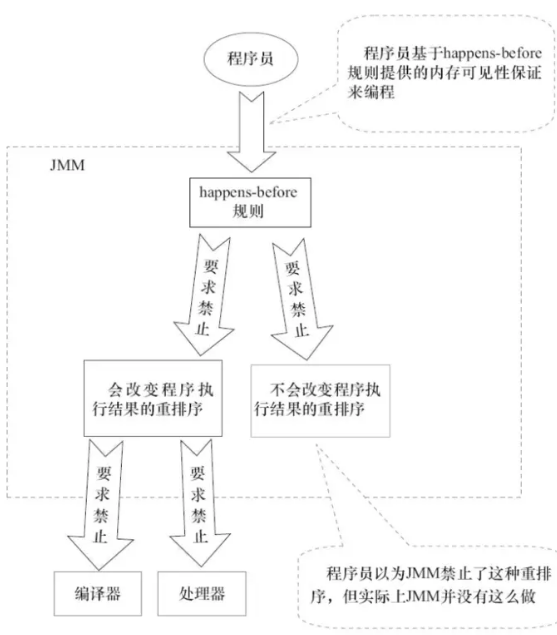 程序员
程序员基于happens-before
规则提供的内存可见性保证
来编程
JMM
happens-before
规则
要求禁止
要求禁止
会改变程序执
行结果的重排序
不会改变程序执
行结果的重排序
要求禁止
要求禁止
编译器
处理器
程序员以为JMM禁止了这种重排
序，但实际上JMM并没有这么做